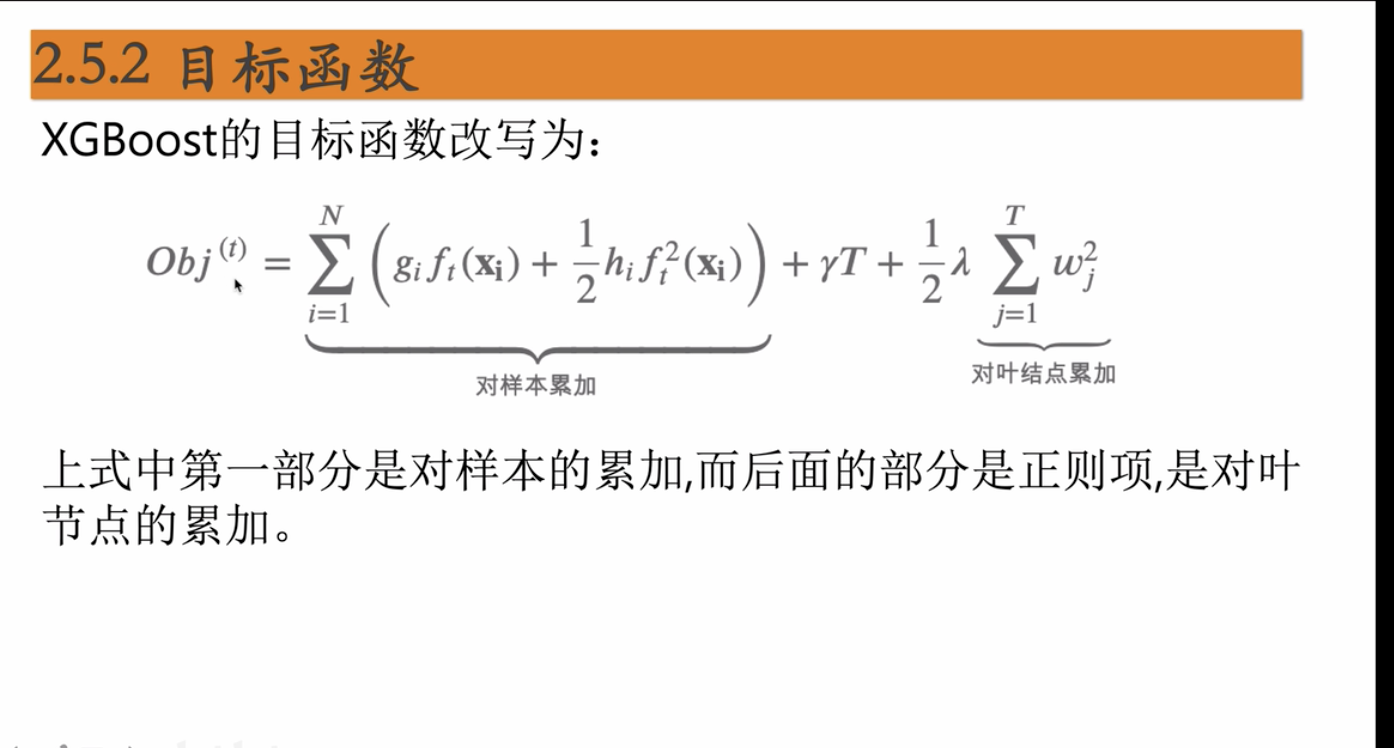 2.5.2 目标函数
XGBoost的目标函数改写为：
Obj^{(t)} = \sum_{i=1}^{N} \left( g_i f_t(\mathbf{x_i}) + \frac{1}{2} h_i f_t^2(\mathbf{x_i}) \right) + \gamma T + \frac{1}{2} \lambda \sum_{j=1}^{T} w_j^2
对样本累加
对叶结点累加
上式中第一部分是对样本的累加,而后面的部分是正则项,是对叶
节点的累加。